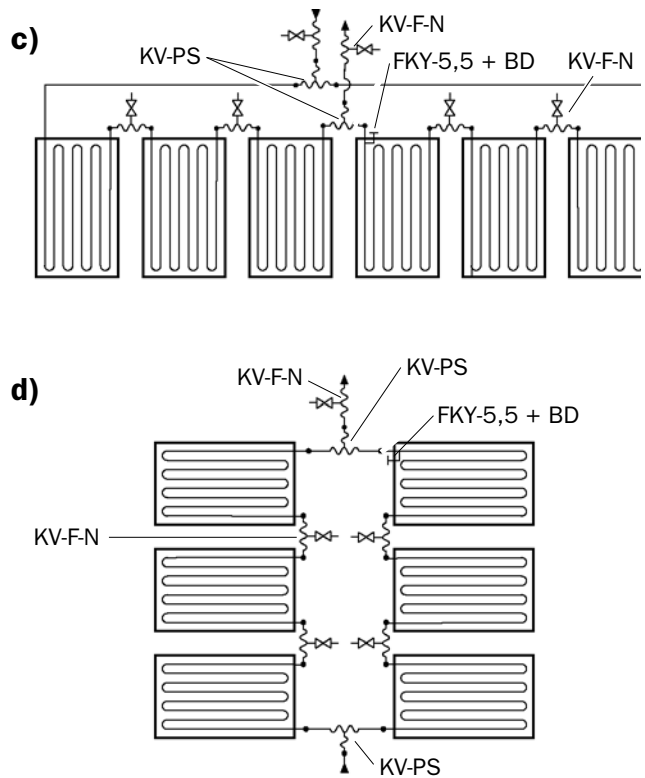 c)
KV-F-N
KV-PS
FKY-5,5 + BD
KV-F-N
d)
KV-F-N
KV-PS
FKY-5,5 + BD
KV-F-N
KV-PS